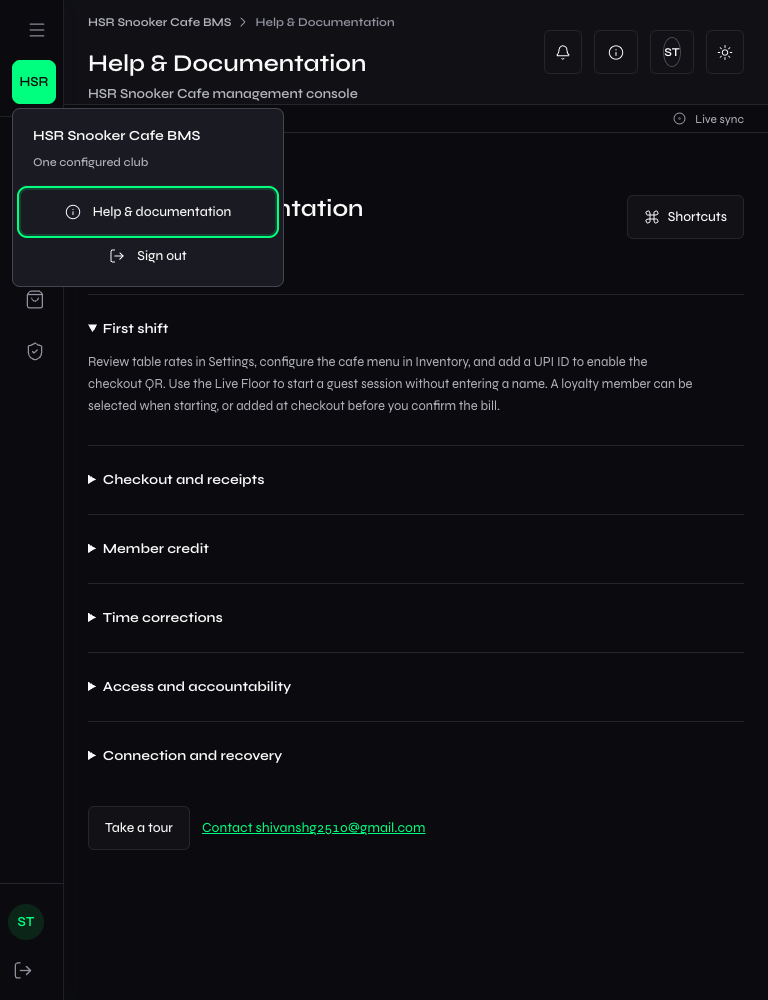 HSR Snooker Cafe BMS > Help & Documentation
Help & Documentation
HSR Snooker Cafe management console
ST
HSR
Live sync
HSR Snooker Cafe BMS
One configured club
Help & documentation
Sign out
ntation
Shortcuts
First shift
Review table rates in Settings, configure the cafe menu in Inventory, and add a UPI ID to enable the
checkout QR. Use the Live Floor to start a guest session without entering a name. A loyalty member can be
selected when starting, or added at checkout before you confirm the bill.
Checkout and receipts
Member credit
Time corrections
Access and accountability
Connection and recovery
Take a tour
Contact shivanshg2510@gmail.com
ST